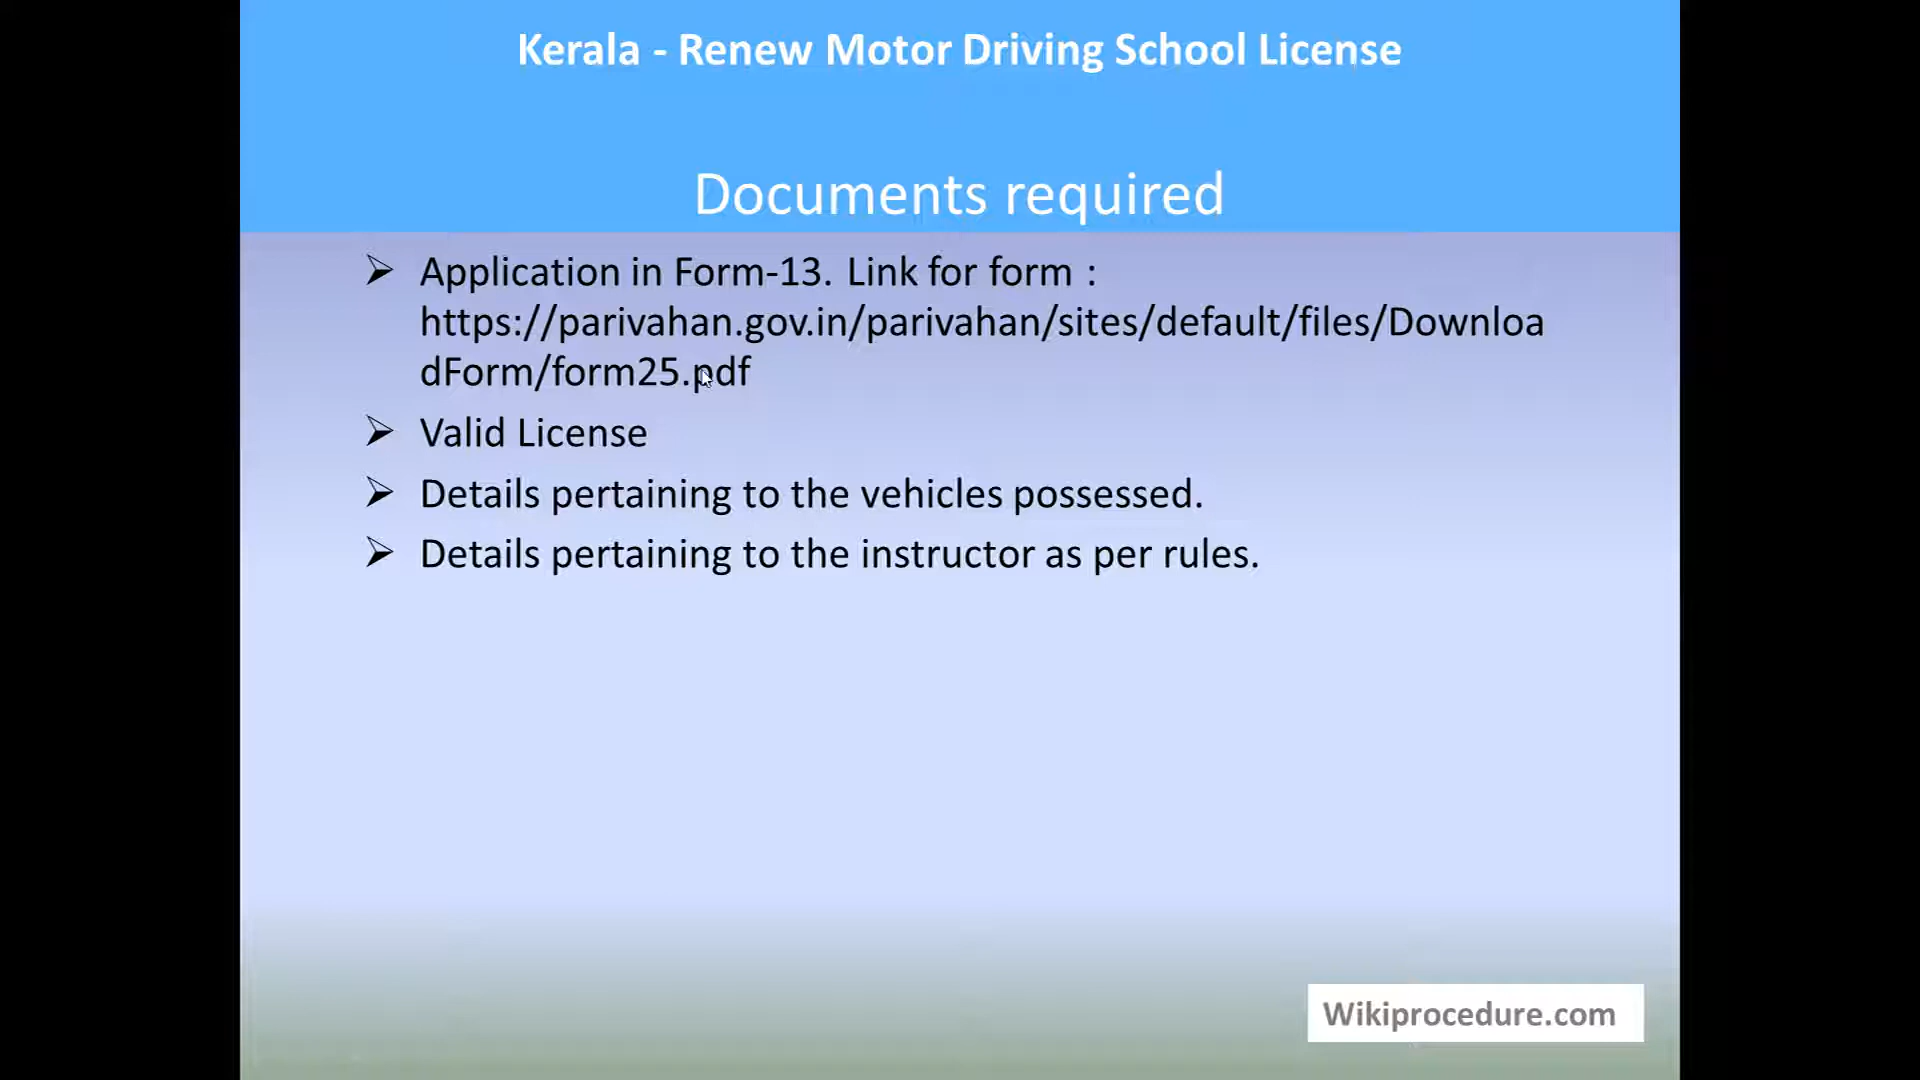 Kerala - Renew Motor Driving School License
Documents required
Application in Form-13. Link for form :
https://parivahan.gov.in/parivahan/sites/default/files/Downloa
dForm/form25.pdf
Valid License
Details pertaining to the vehicles possessed.
Details pertaining to the instructor as per rules.
Wikiprocedure.com